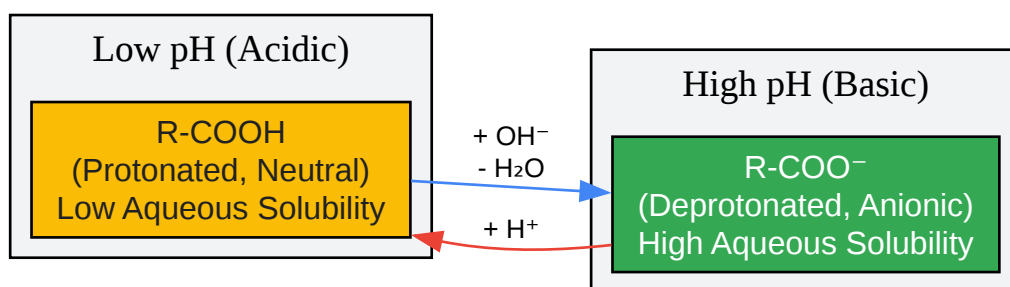 Low pH (Acidic)
R-COOH
(Protonated, Neutral)
Low Aqueous Solubility
+ OH⁻
- H₂O
+ H⁺
High pH (Basic)
R-COO⁻
(Deprotonated, Anionic)
High Aqueous Solubility